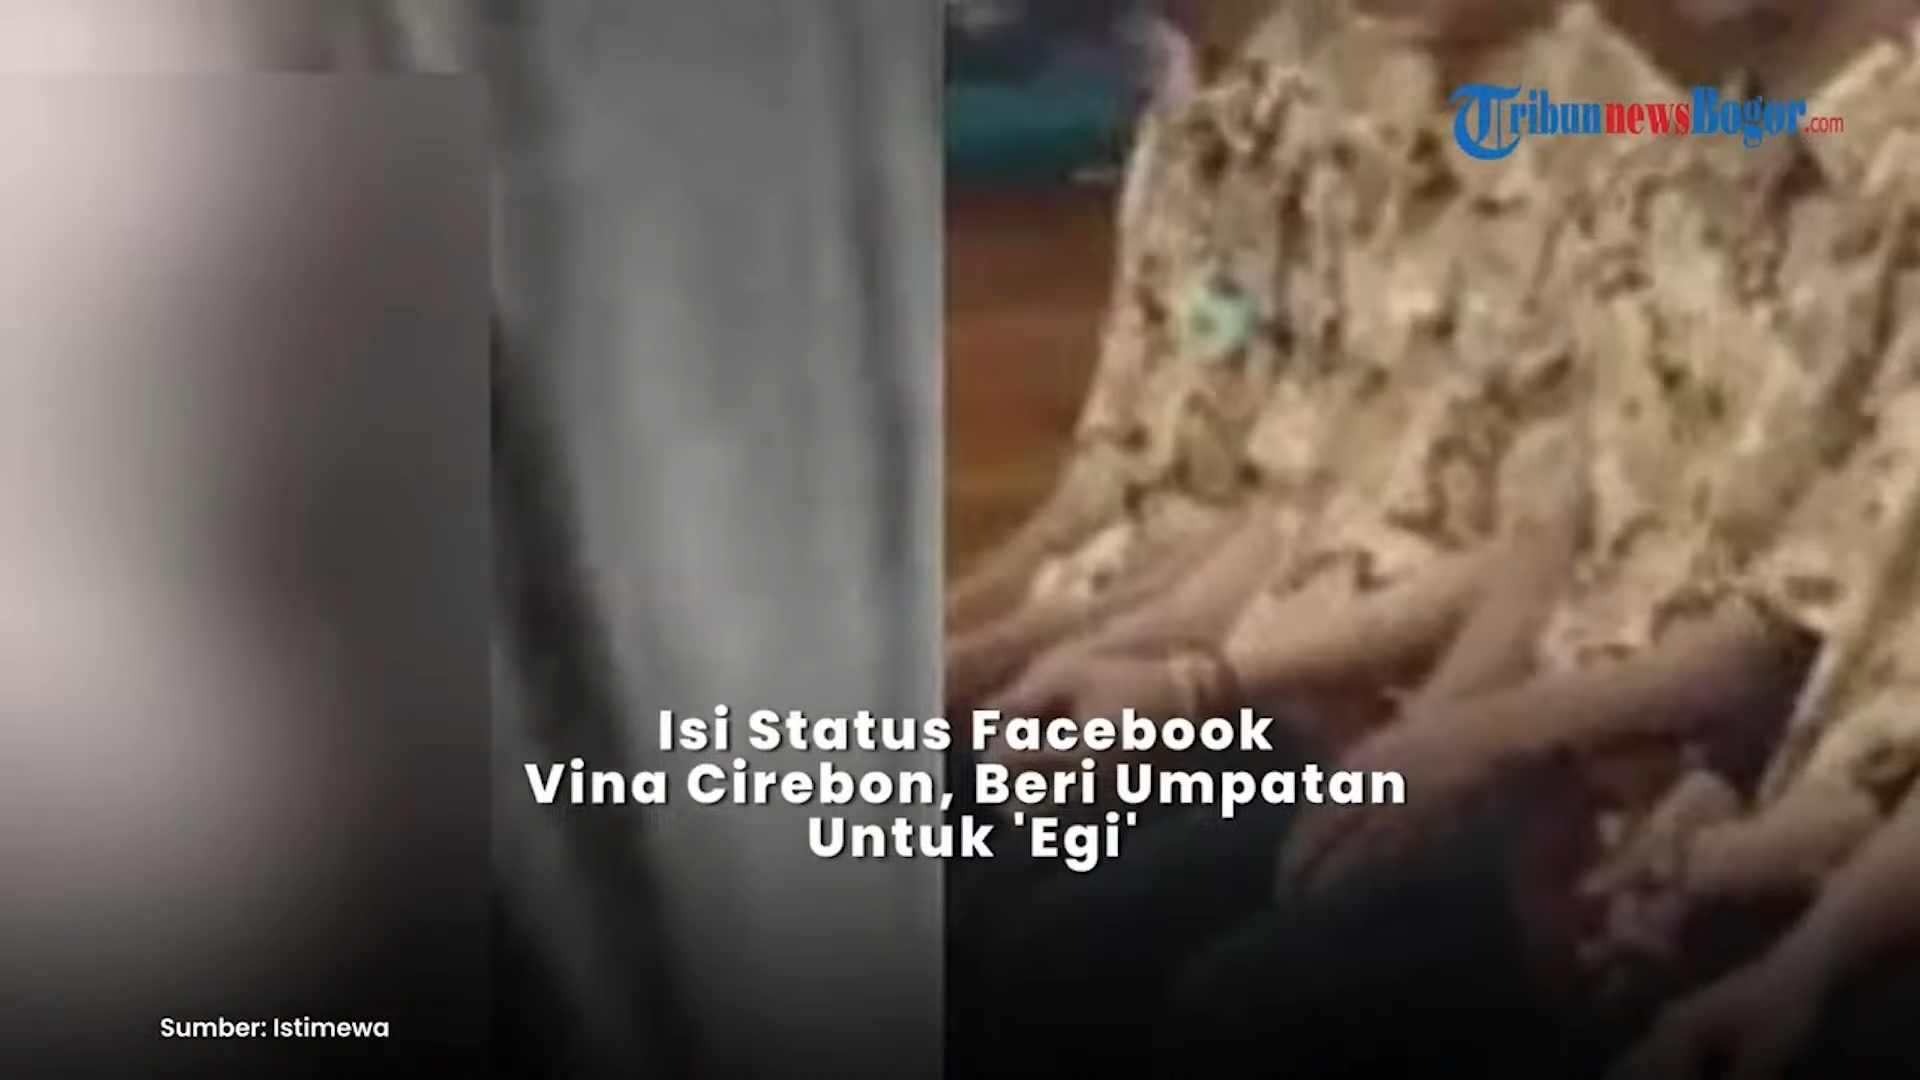 TribunnewsBogor.com
Isi Status Facebook
Vina Cirebon, Beri Umpatan
Untuk 'Egi'
Sumber: Istimewa